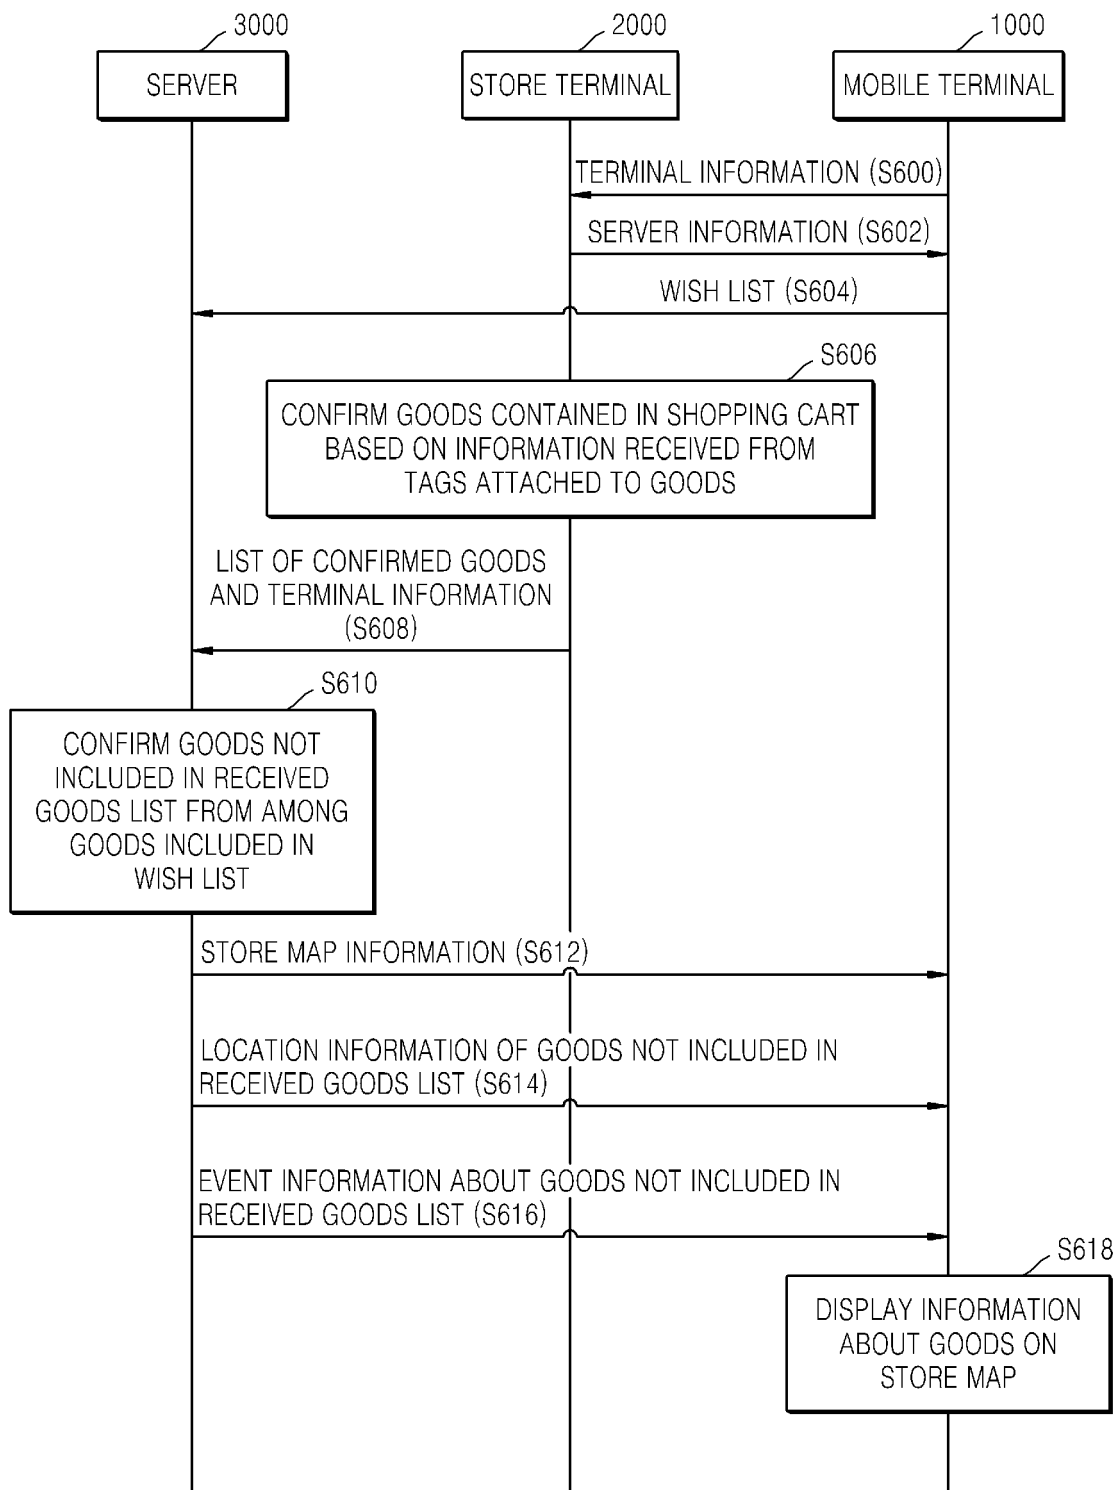 3000
2000
1000
SERVER
STORE TERMINAL
MOBILE TERMINAL
TERMINAL INFORMATION (S600)
SERVER INFORMATION (S602)
WISH LIST (S604)
S606
CONFIRM GOODS CONTAINED IN SHOPPING CART
BASED ON INFORMATION RECEIVED FROM
TAGS ATTACHED TO GOODS
LIST OF CONFIRMED GOODS
AND TERMINAL INFORMATION
(S608)
S610
CONFIRM GOODS NOT
INCLUDED IN RECEIVED
GOODS LIST FROM AMONG
GOODS INCLUDED IN
WISH LIST
STORE MAP INFORMATION (S612)
LOCATION INFORMATION OF GOODS NOT INCLUDED IN
RECEIVED GOODS LIST (S614)
EVENT INFORMATION ABOUT GOODS NOT INCLUDED IN
RECEIVED GOODS LIST (S616)
S618
DISPLAY INFORMATION
ABOUT GOODS ON
STORE MAP